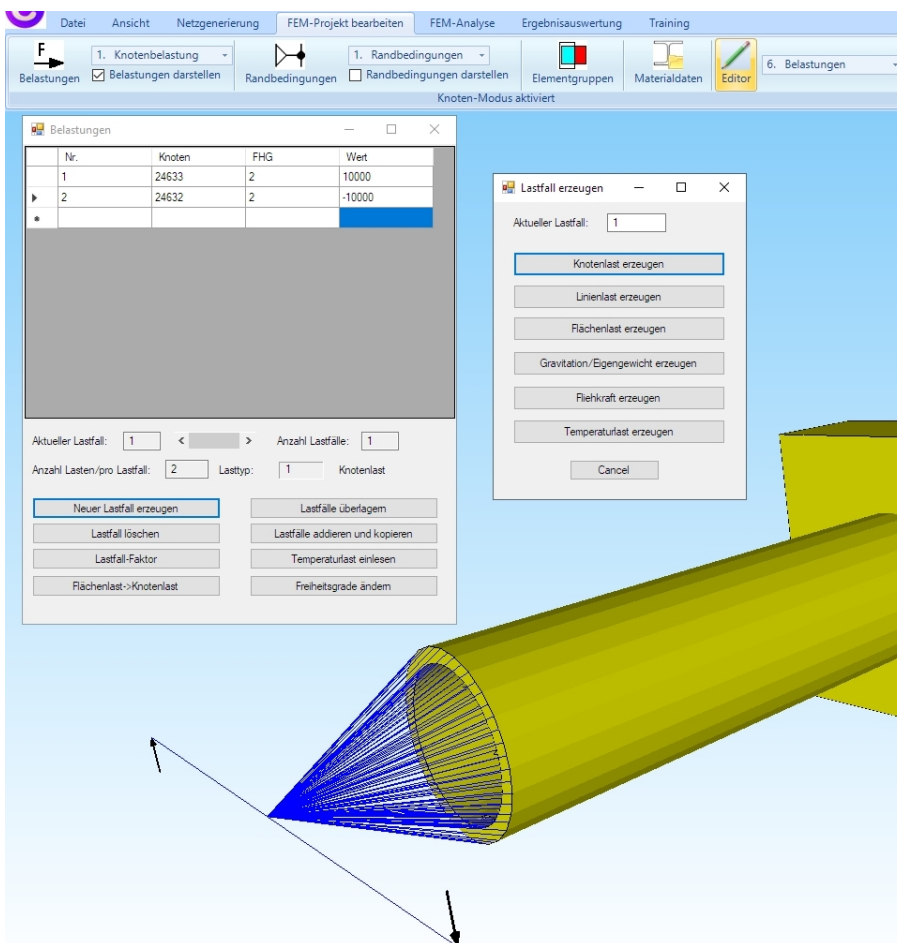 Datei Ansicht Netzgenerierung FEM-Projekt bearbeiten FEM-Analyse Ergebnisauswertung Training
F
1. Knotenbelastung
1. Randbedingungen
6. Belastungen
Belastungen
Belastungen darstellen
Randbedingungen
Randbedingungen darstellen
Elementgruppen
Materialdaten
Editor
Knoten-Modus aktiviert
Belastungen
Nr. Knoten FHG Wert
1 24633 2 10000
2 24632 2 -10000
Aktueller Lastfall: 1 < > Anzahl Lastfälle: 1
Anzahl Lasten/pro Lastfall: 2 Lasttyp: 1 Knotenlast
Neuer Lastfall erzeugen Lastfälle überlagern
Lastfall löschen Lastfälle addieren und kopieren
Lastfall-Faktor Temperaturlast einlesen
Flächenlast->Knotenlast Freiheitsgrade ändern
Lastfall erzeugen
Aktueller Lastfall: 1
Knotenlast erzeugen
Linienlast erzeugen
Flächenlast erzeugen
Gravitation/Eigengewicht erzeugen
Fliehkraft erzeugen
Temperaturlast erzeugen
Cancel